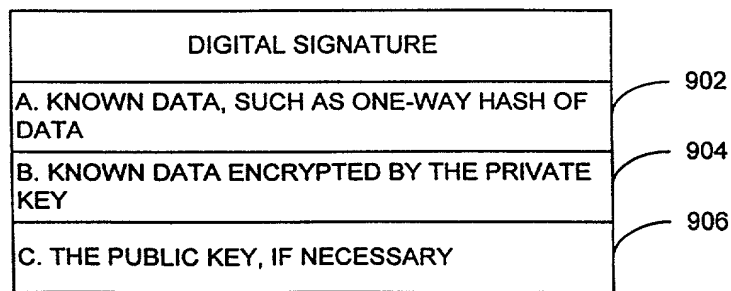 DIGITAL SIGNATURE
902
A. KNOWN DATA, SUCH AS ONE-WAY HASH OF
DATA
904
B. KNOWN DATA ENCRYPTED BY THE PRIVATE
KEY
906
C. THE PUBLIC KEY, IF NECESSARY